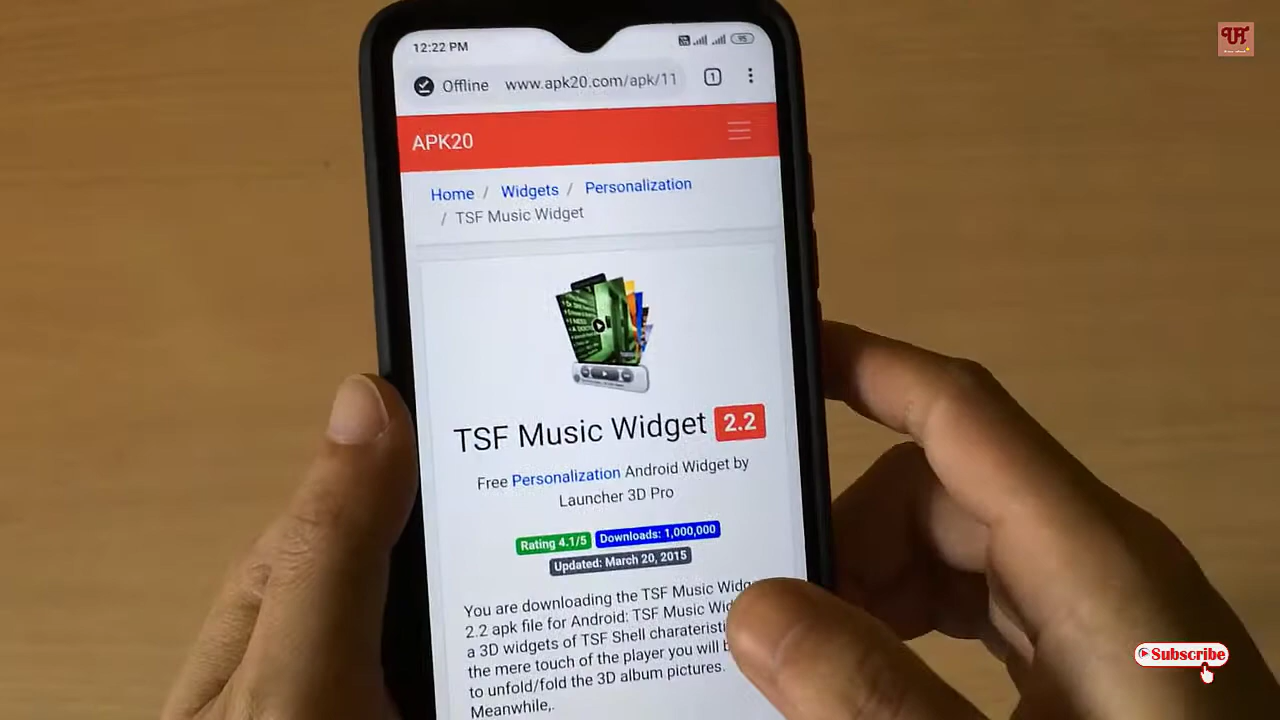 12:22 PM
95
Offline www.apk20.com/apk/11
1
APK20
Home / Widgets / Personalization
/ TSF Music Widget
TSF Music Widget 2.2
Free Personalization Android Widget by
Launcher 3D Pro
Rating 4.1/5 Downloads: 1,000,000
Updated: March 20, 2015
You are downloading the TSF Music
2.2 apk file for Android: TSF Music
a 3D widgets of TSF Shell
the mere touch of the player you will
to unfold/fold the 3D album pictures.
Meanwhile,.
Subscribe